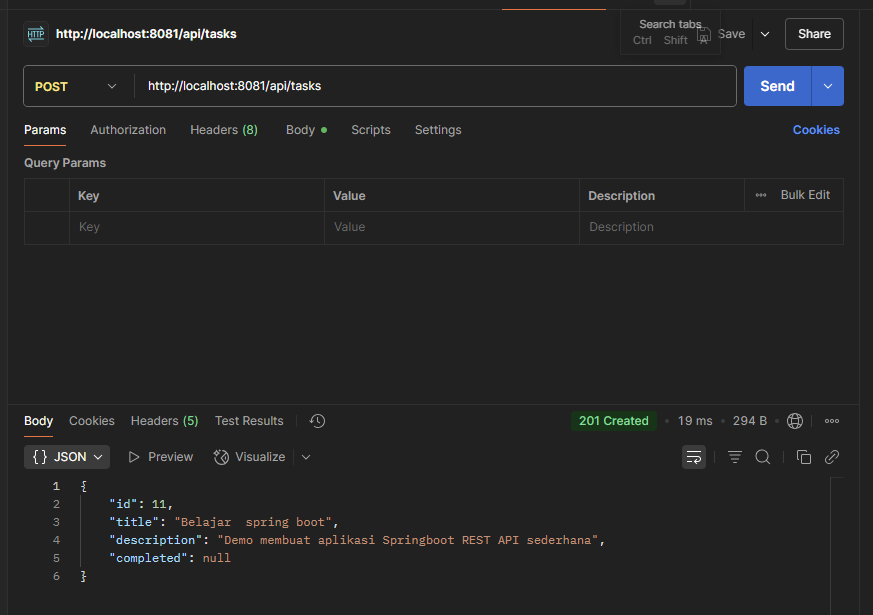 HTTP http://localhost:8081/api/tasks
Search tabs
Ctrl Shift A
Save
Share
POST http://localhost:8081/api/tasks Send
Params Authorization Headers (8) Body Scripts Settings Cookies
Query Params
Key Value Description Bulk Edit
Key Value Description
Body Cookies Headers (5) Test Results 201 Created 19 ms 294 B
{} JSON Preview Visualize
1 {
2 "id": 11,
3 "title": "Belajar  spring boot",
4 "description": "Demo membuat aplikasi Springboot REST API sederhana",
5 "completed": null
6 }